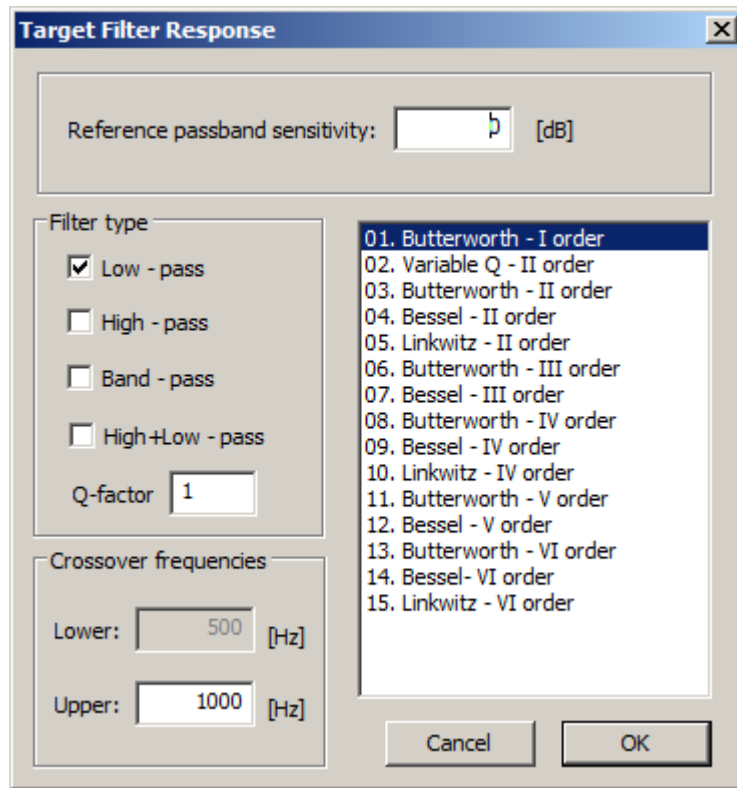 Target Filter Response
Reference passband sensitivity: 0 [dB]
Filter type
Low - pass
High - pass
Band - pass
High+Low - pass
Q-factor 1
01. Butterworth - I order
02. Variable Q - II order
03. Butterworth - II order
04. Bessel - II order
05. Linkwitz - II order
06. Butterworth - III order
07. Bessel - III order
08. Butterworth - IV order
09. Bessel - IV order
10. Linkwitz - IV order
11. Butterworth - V order
12. Bessel - V order
13. Butterworth - VI order
14. Bessel- VI order
15. Linkwitz - VI order
Crossover frequencies
Lower: 500 [Hz]
Upper: 1000 [Hz]
Cancel OK